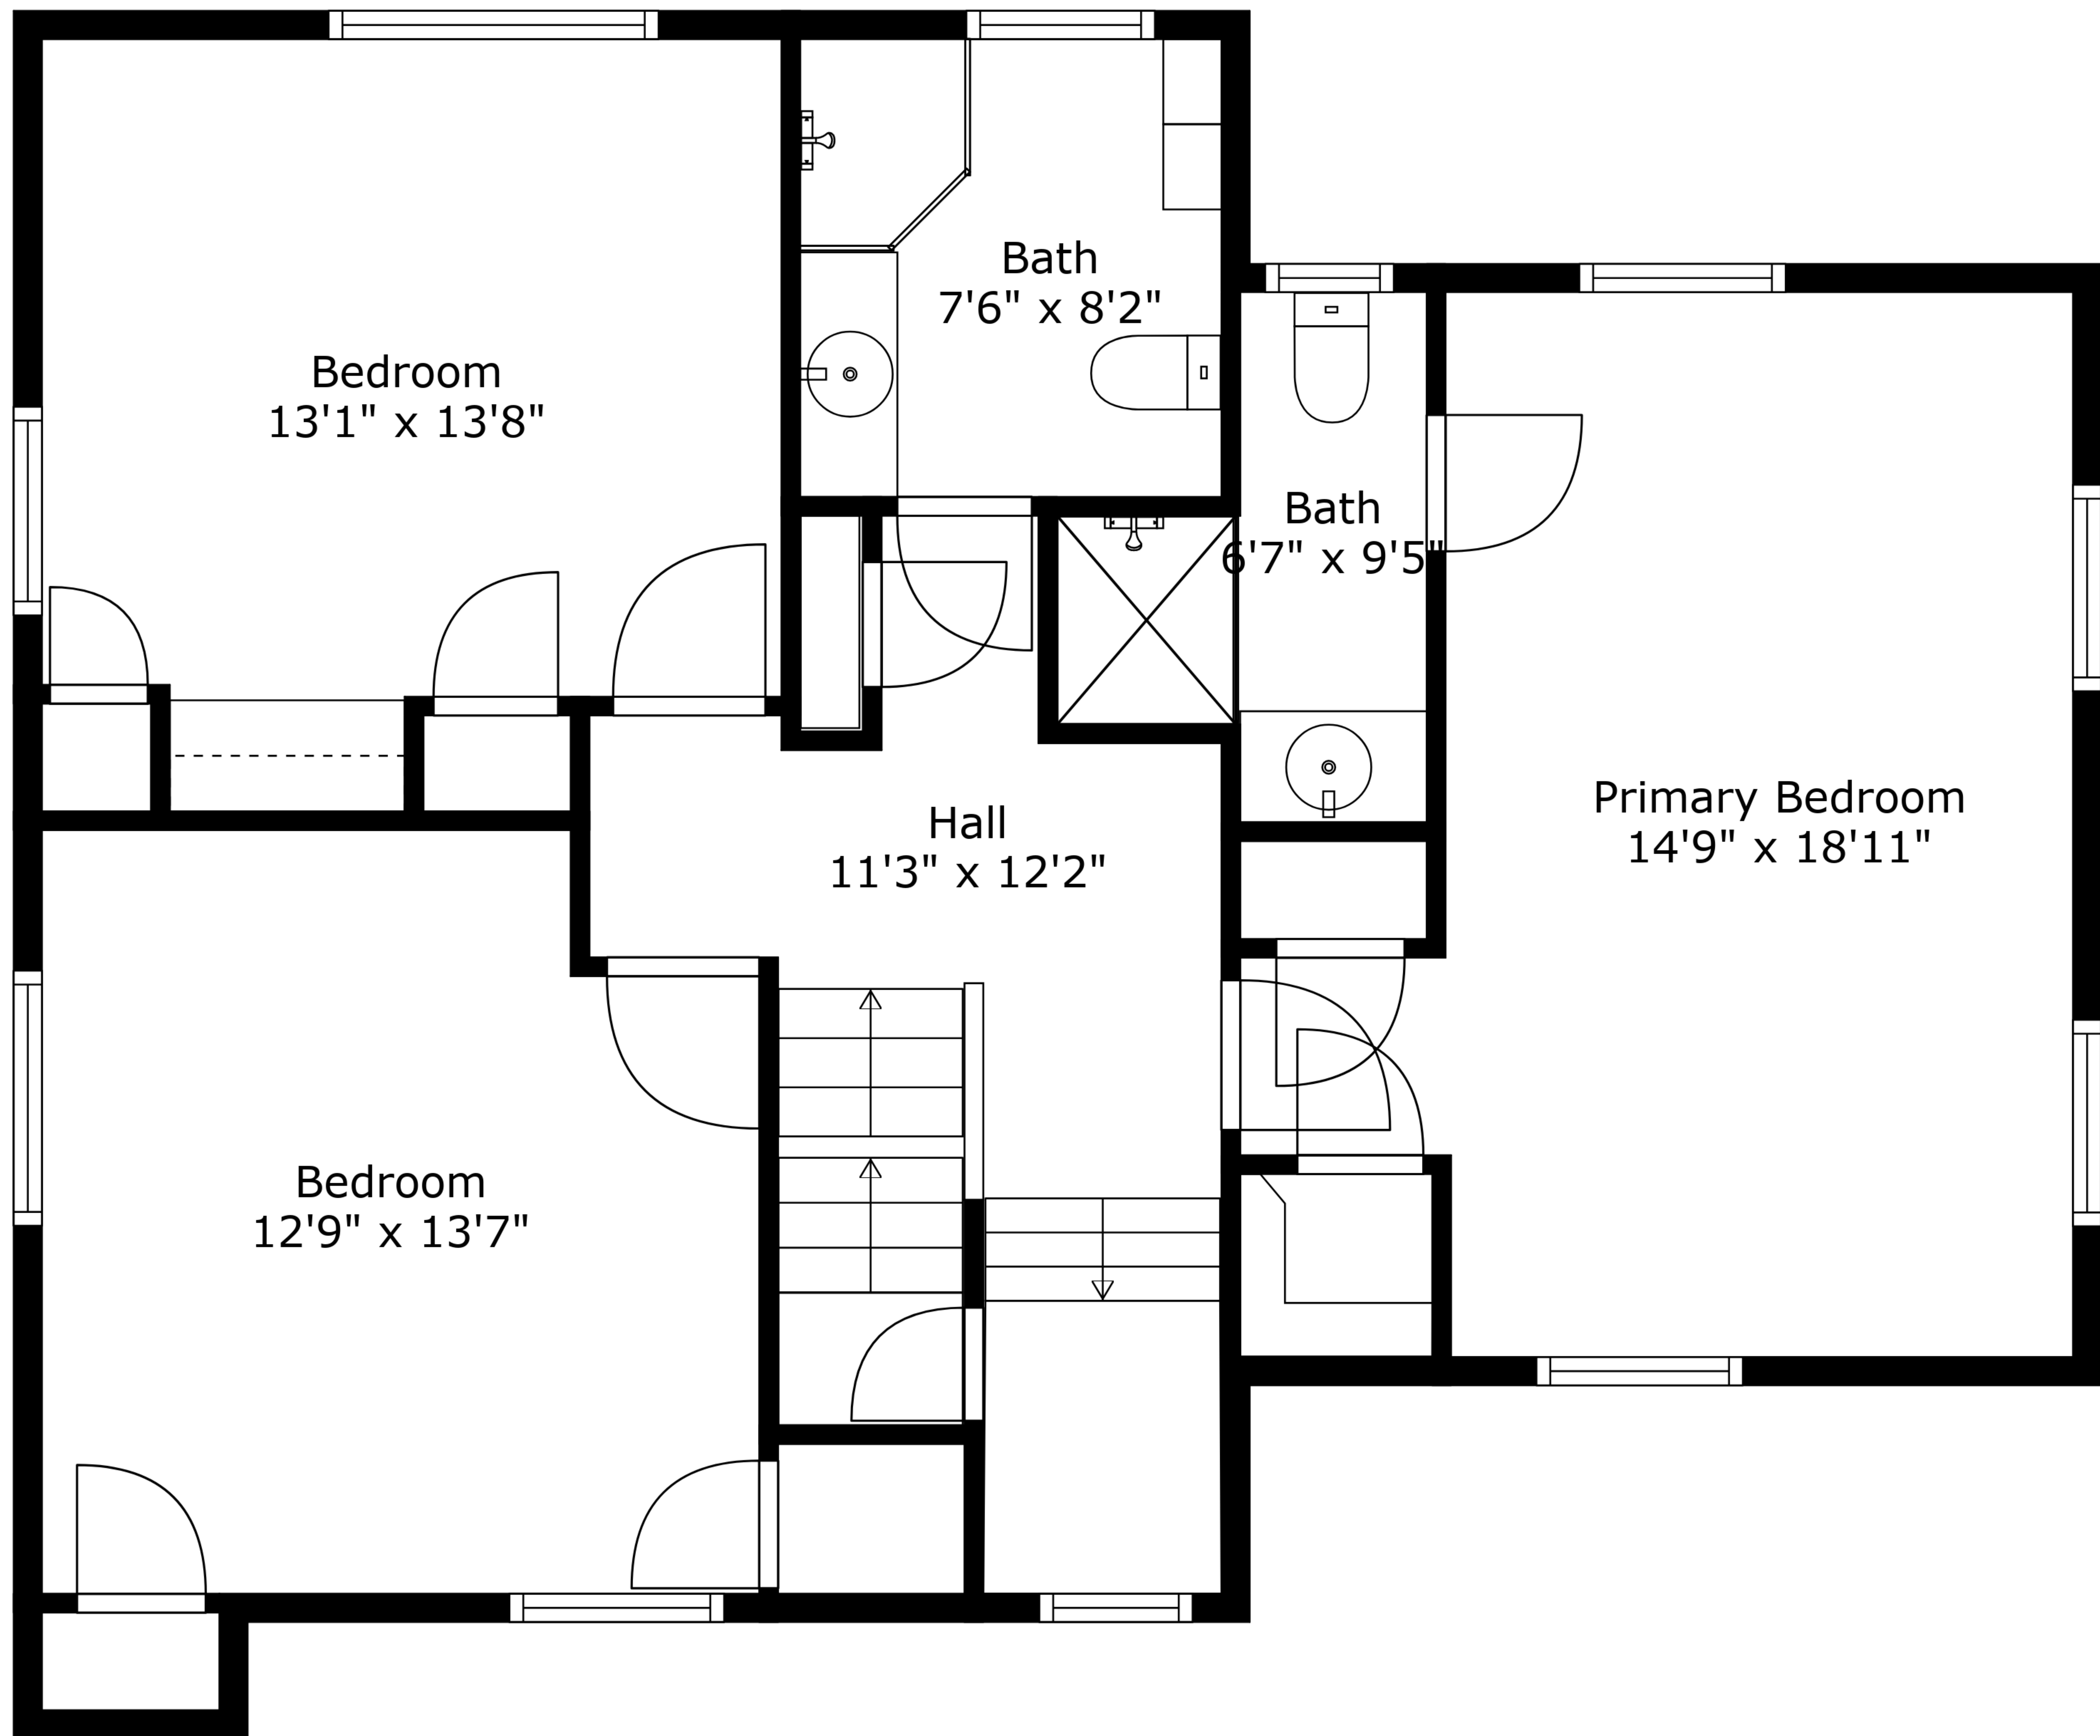 Bath
7'6" x 8'2"
Bedroom
13'1" x 13'8"
Bath
6'7" x 9'5"
Primary Bedroom
14'9" x 18'11"
Hall
11'3" x 12'2"
Bedroom
12'9" x 13'7"